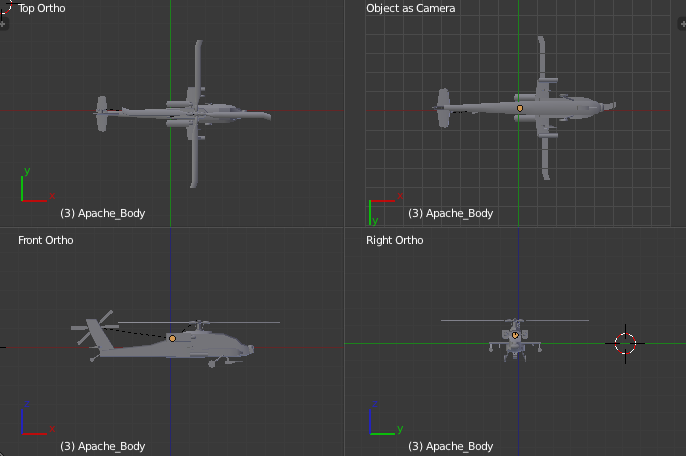 Top Ortho
y
x
(3) Apache_Body
Object as Camera
x
y
(3) Apache_Body
Front Ortho
z
x
(3) Apache_Body
Right Ortho
z
y
(3) Apache_Body